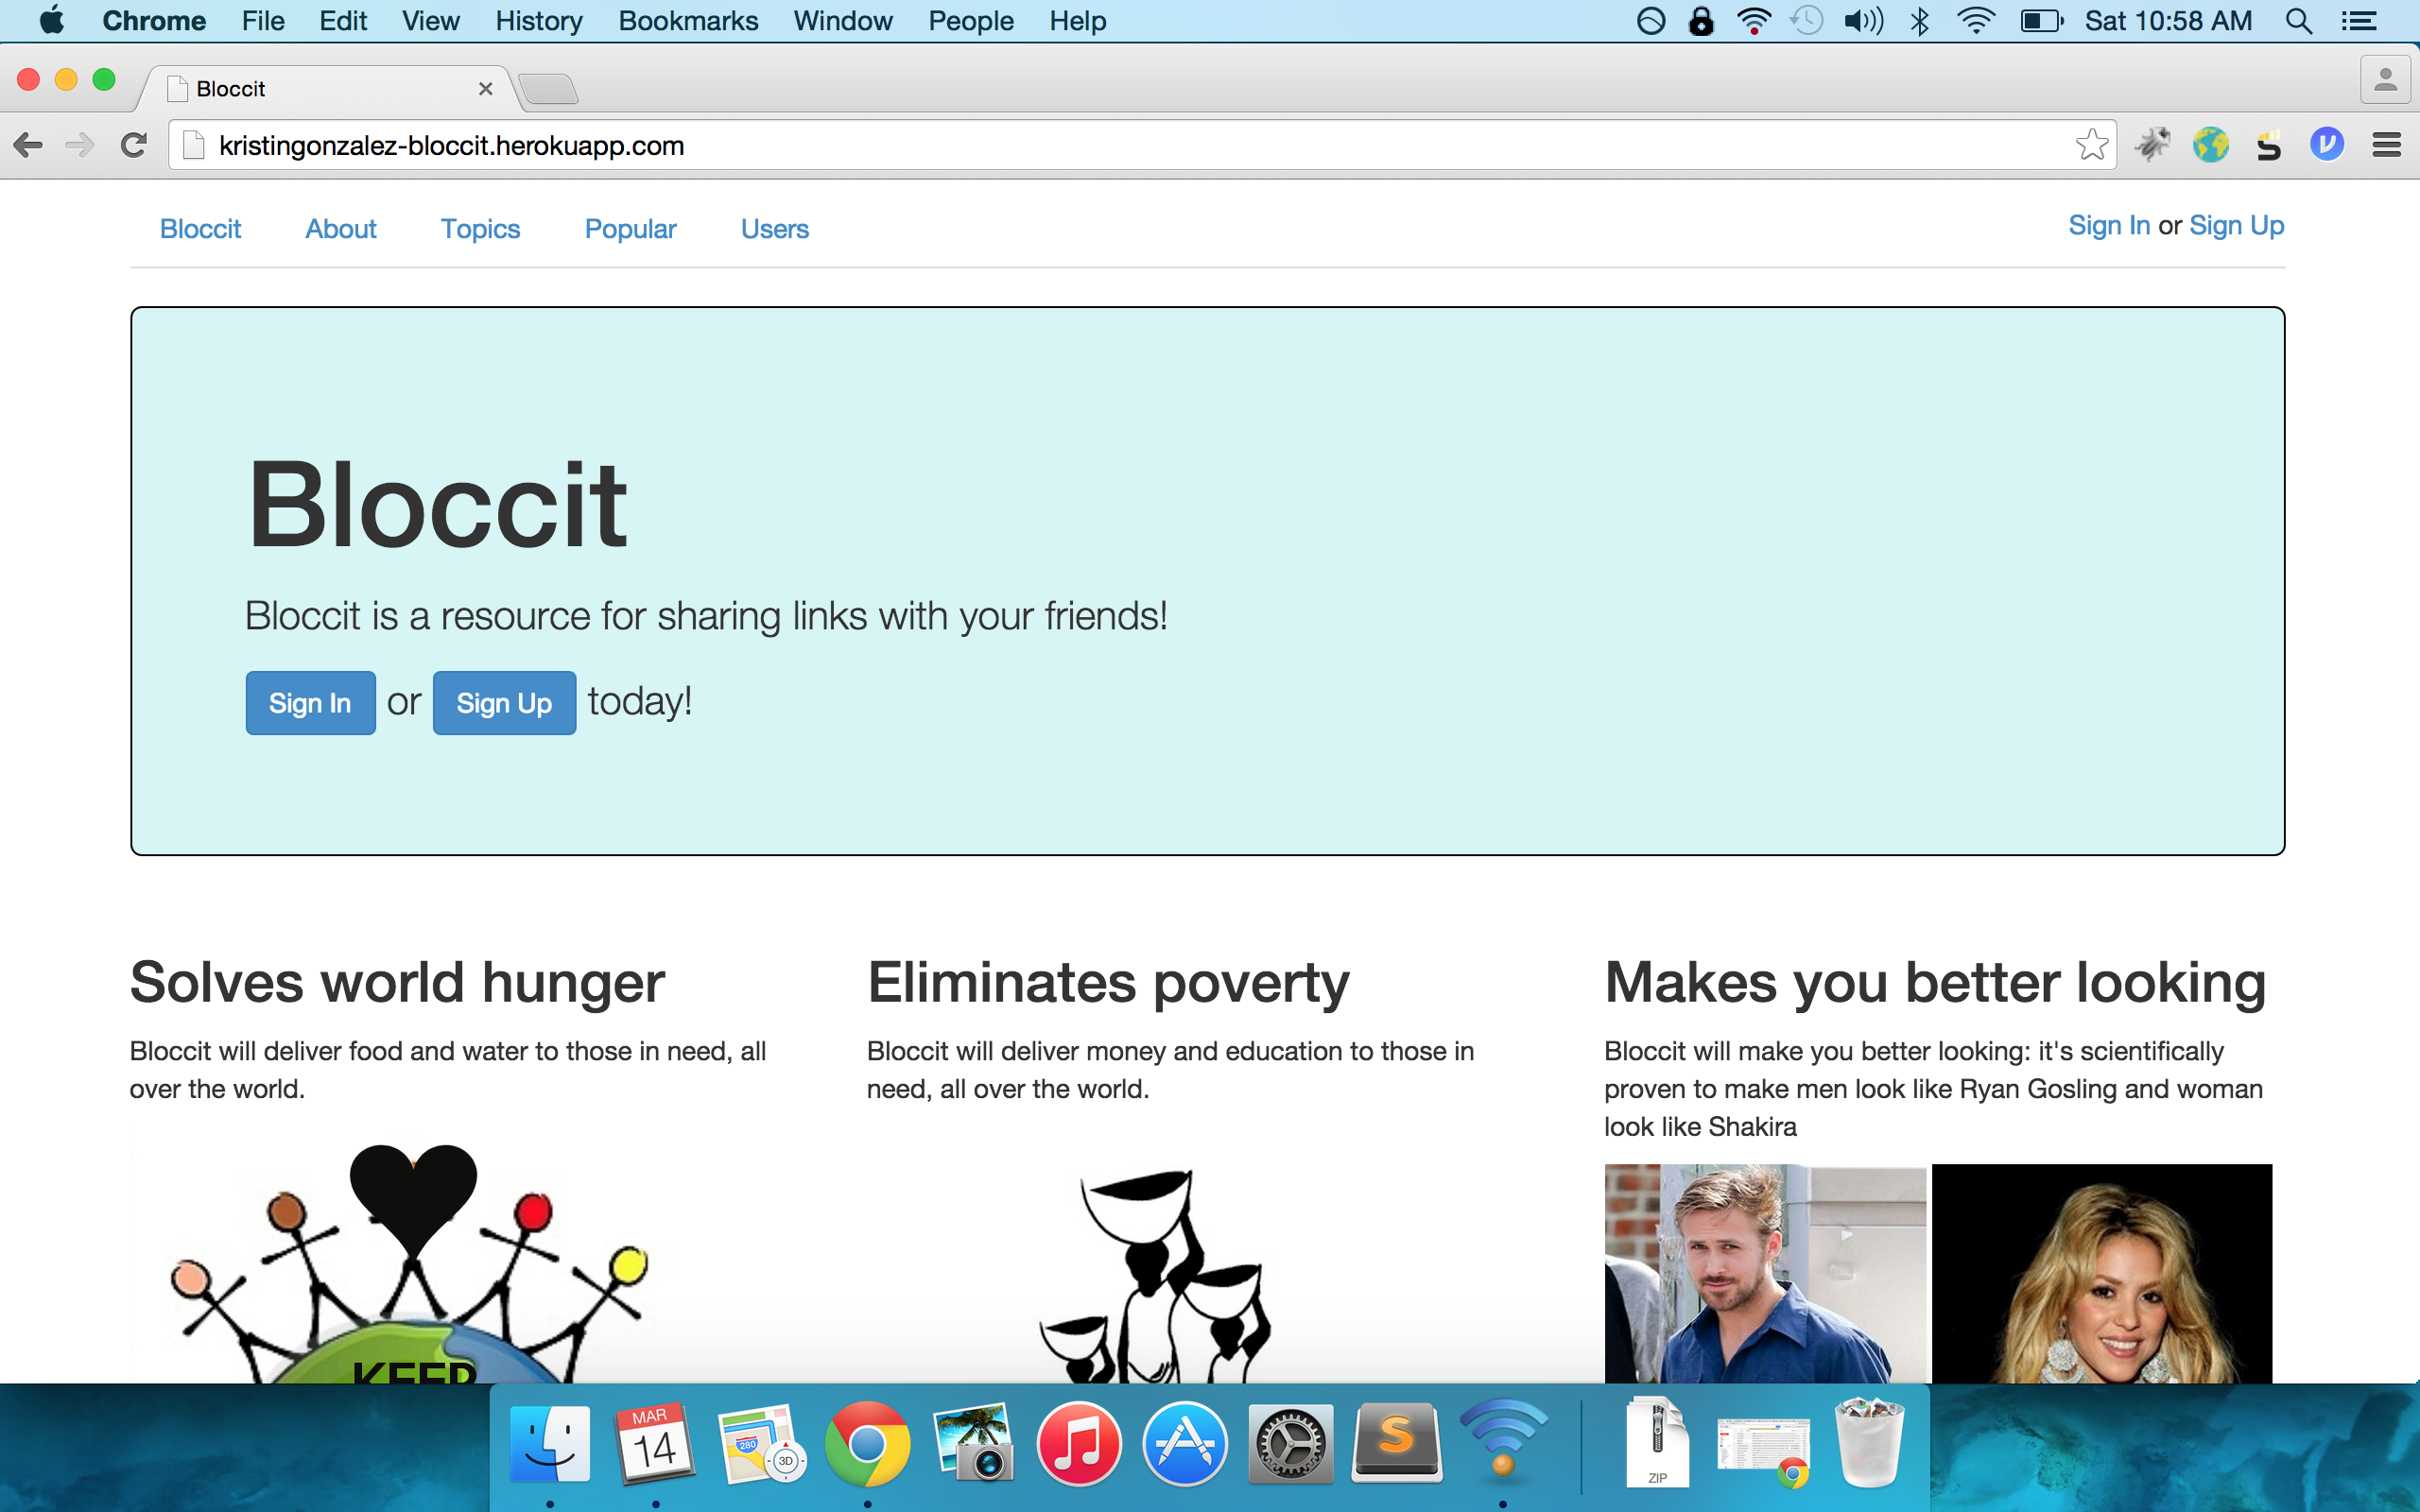 Chrome File Edit View History Bookmarks Window People Help Sat 10:58 AM
Bloccit
kristingonzalez-bloccit.herokuapp.com
Bloccit About Topics Popular Users Sign In or Sign Up
Bloccit
Bloccit is a resource for sharing links with your friends!
Sign In or Sign Up today!
Solves world hunger
Bloccit will deliver food and water to those in need, all
over the world.
KEEP
Eliminates poverty
Bloccit will deliver money and education to those in
need, all over the world.
Makes you better looking
Bloccit will make you better looking: it's scientifically
proven to make men look like Ryan Gosling and woman
look like Shakira
MAR
14
280
3D
S
ZIP